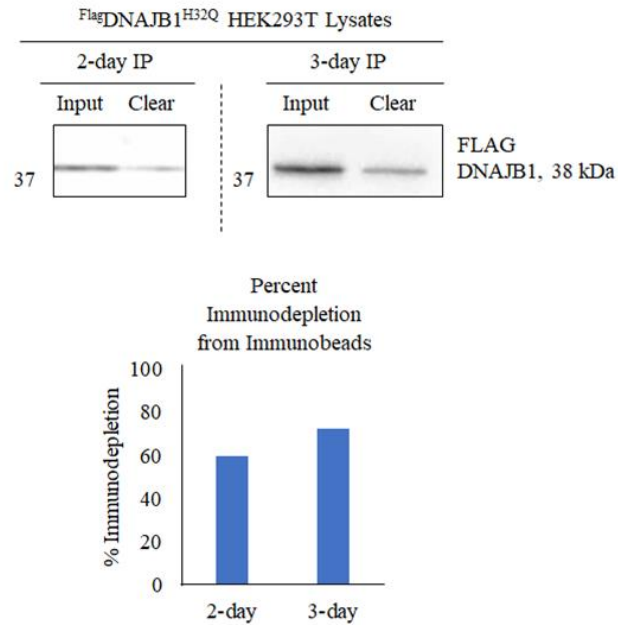 FlagDNAJB1H32Q HEK293T Lysates
2-day IP 3-day IP
Input Clear Input Clear
37 37
FLAG
DNAJB1, 38 kDa
Percent
Immunodepletion
from Immunobeads
% Immunodepletion
100
80
60
40
20
0
2-day 3-day